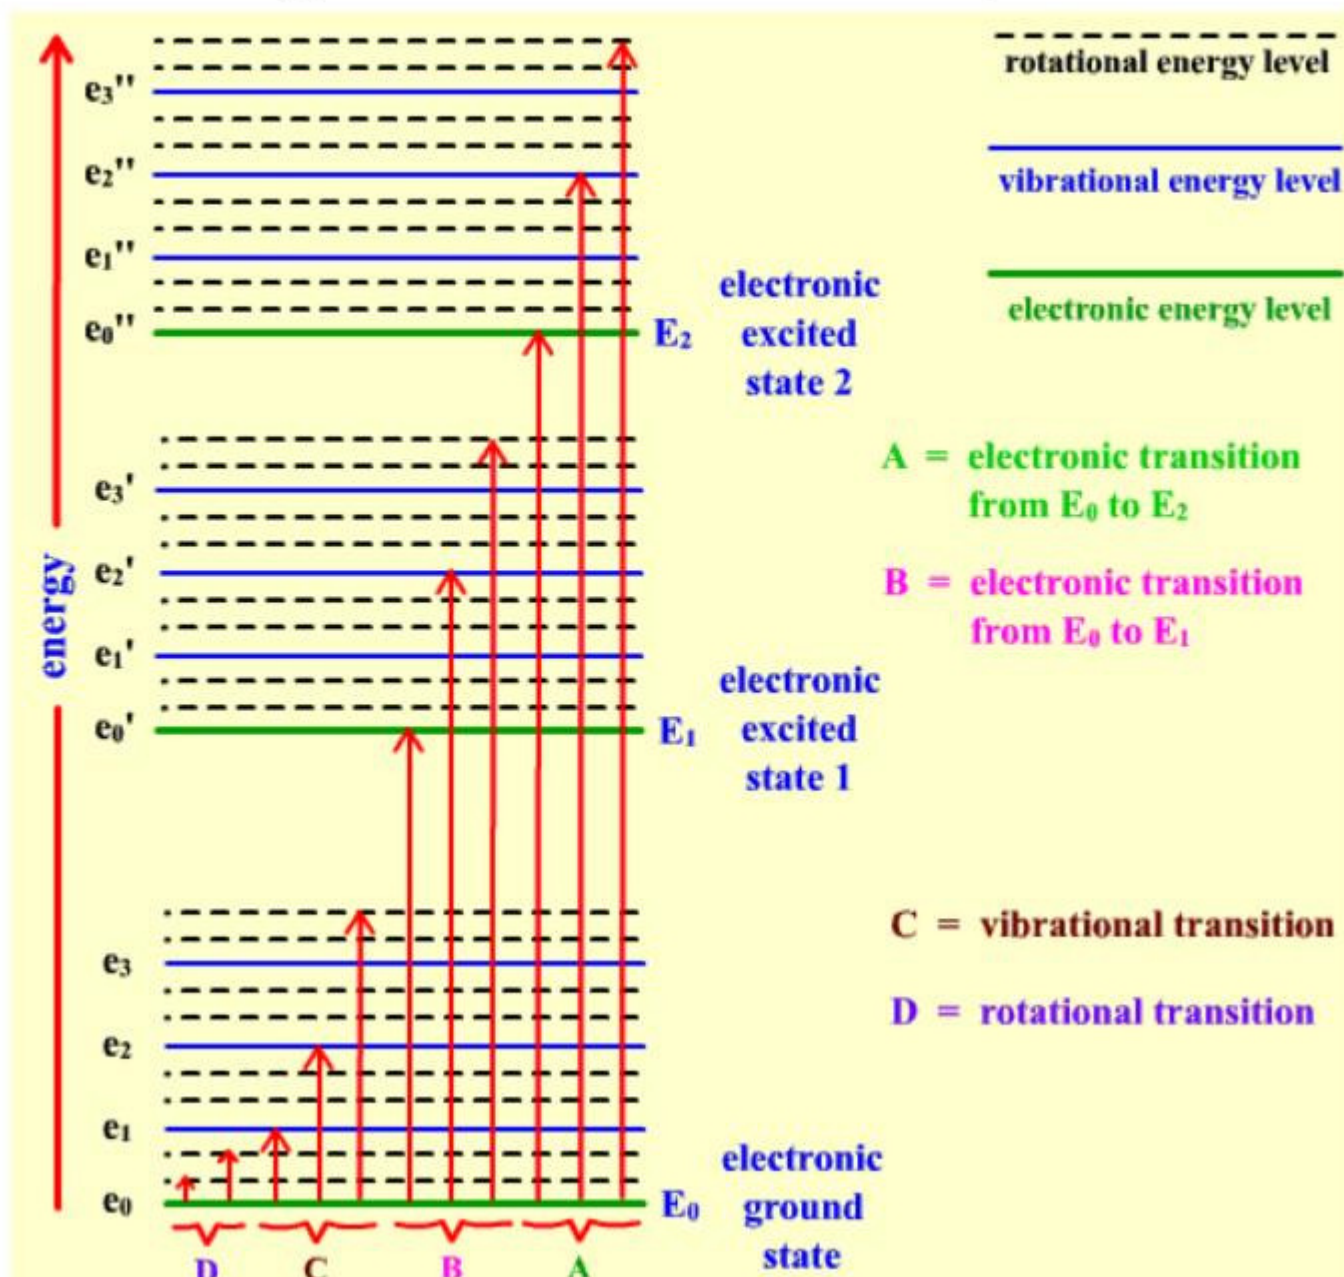 rotational energy level
vibrational energy level
electronic energy level
e₃''
e₂''
e₁''
e₀''
E₂
electronic
excited
state 2
A = electronic transition
from E₀ to E₂
B = electronic transition
from E₀ to E₁
energy
e₃'
e₂'
e₁'
e₀'
E₁
electronic
excited
state 1
C = vibrational transition
D = rotational transition
e₃
e₂
e₁
e₀
E₀
electronic
ground
state
D C B A